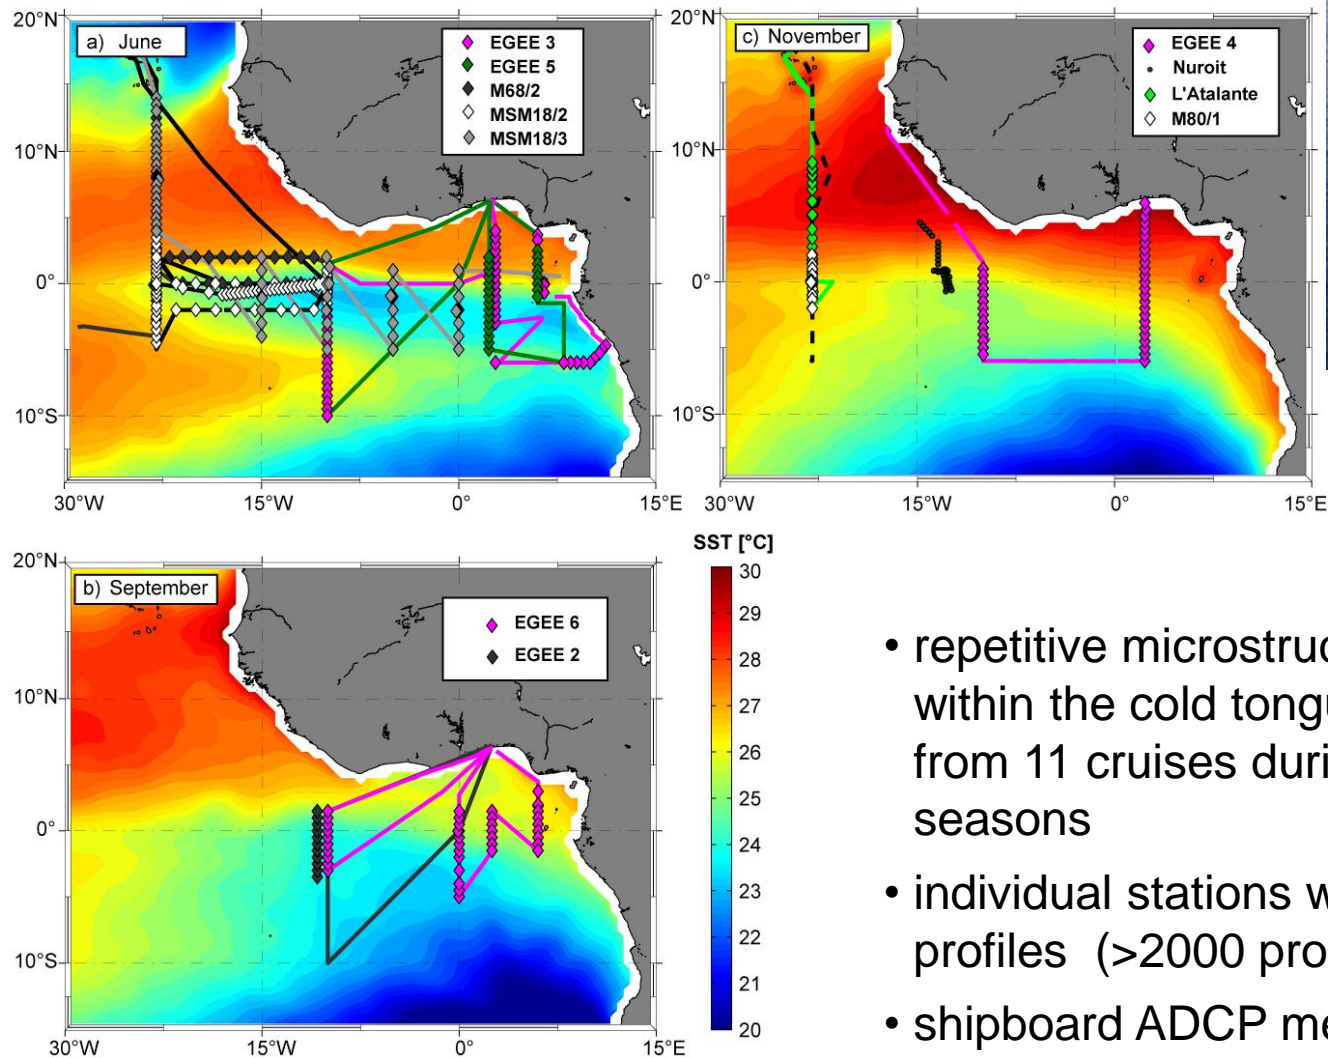 20°N
10°N
0°
10°S
30°W 15°W 0° 15°E
a) June
EGEE 3
EGEE 5
M68/2
MSM18/2
MSM18/3
20°N
10°N
0°
10°S
30°W 15°W 0° 15°E
c) November
EGEE 4
Nuroit
L'Atalante
M80/1
20°N
10°N
0°
10°S
30°W 15°W 0° 15°E
b) September
EGEE 6
EGEE 2
SST [°C]
30
29
28
27
26
25
24
23
22
21
20
• repetitive microstruc
within the cold tongu
from 11 cruises duri
seasons
• individual stations w
profiles (>2000 pro
• shipboard ADCP me